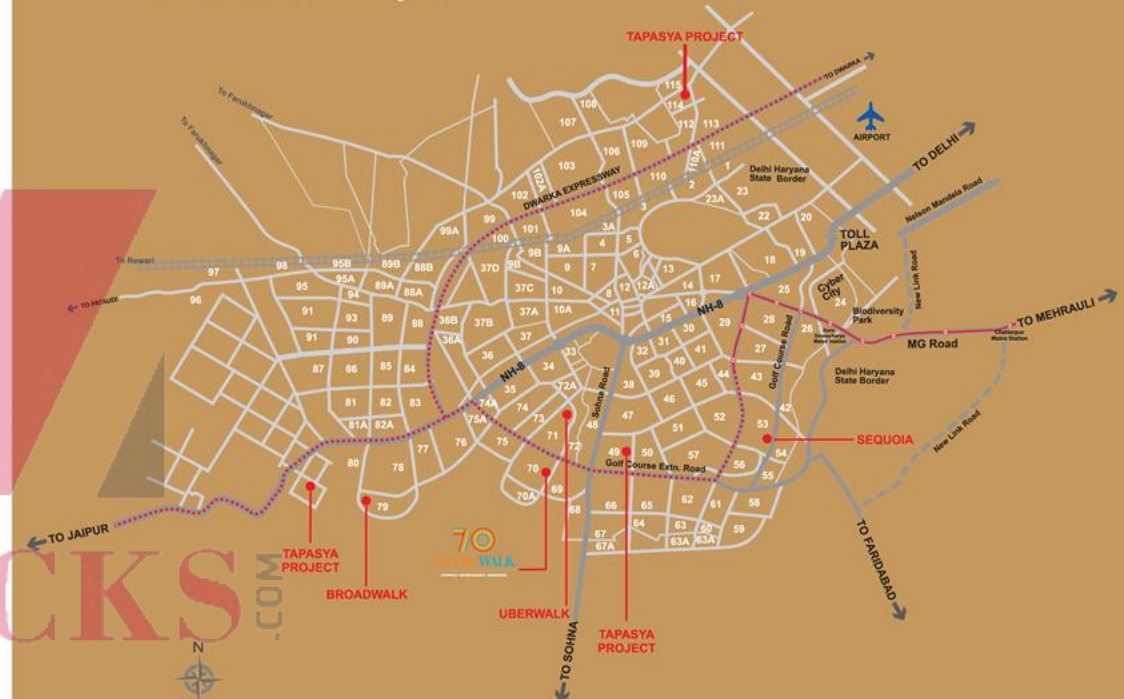 TAPASYA PROJECT
TO DWARKA
AIRPORT
TO DELHI
To Farukhnagar
To Farukhnagar
115
114
108
107
112
113
109
106
111
110A
103
110
1
Delhi Haryana
State Border
102A
2
23
Nelson Mandela Road
102
DWARKA EXPRESSWAY
105
23A
3
99
104
22
20
99A
101
3A
TOLL
PLAZA
100
4
5
9B
9A
6
19
18
To Rewari
97
98
95B
89B
88B
37D
9B
9
7
13
17
Cyber
City
New Link Road
95A
95
89A
88A
37C
10
8
12
12A
14
25
24
TO PATAUDI
96
94
16
NH-8
Biodiversity
Park
TO MEHRAULI
91
93
89
88
36B
37B
37A
10A
11
15
30
29
28
26
MG Road
91
90
36A
37
31
41
27
Golf Course Road
36
33
32
40
Delhi Haryana
State Border
87
86
85
84
NH-8
34
39
44
43
35
72A
Sohna Road
38
45
81
82
83
74A
46
42
81A
82A
75A
74
73
47
52
53
SEQUOIA
New Link Road
77
76
75
71
48
51
72
49
50
57
54
80
78
70
Golf Course Extn. Road
56
55
79
70A
69
68
66
65
62
61
58
64
63
60
59
67
67A
63A
63A
TO JAIPUR
TO FARIDABAD
TAPASYA
PROJECT
70
WALK
BROADWALK
UBERWALK
TAPASYA
PROJECT
TO SOHNA
CKS
.COM
N